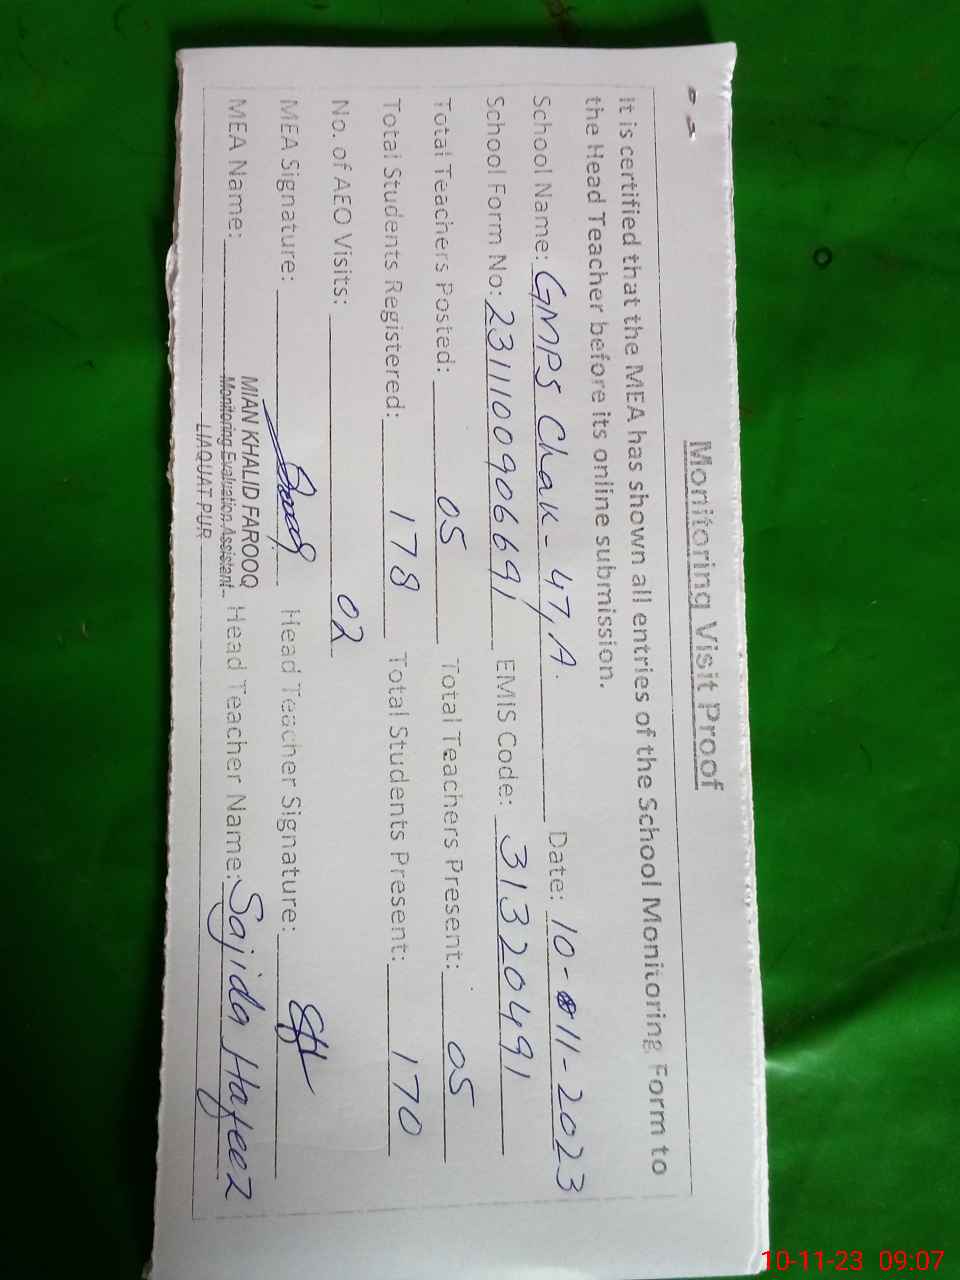 Monitoring Visit Proof
It is certified that the MEA has shown all entries of the School Monitoring Form to
the Head Teacher before its online submission.
School Name: GMPS Chak-47, A. Date: 10-11-2023
School Form No: 2311100906691 EMIS Code: 31320491
Total Teachers Posted: 05 Total Teachers Present: 05
Total Students Registered: 178 Total Students Present: 170
No. of AEO Visits: 02
MEA Signature: Head Teacher Signature:
MEA Name: MIAN KHALID FAROOQ Head Teacher Name: Sajida Hafeez
Monitoring Evaluation Assistant
LIAQUAT PUR
10-11-23 09:07